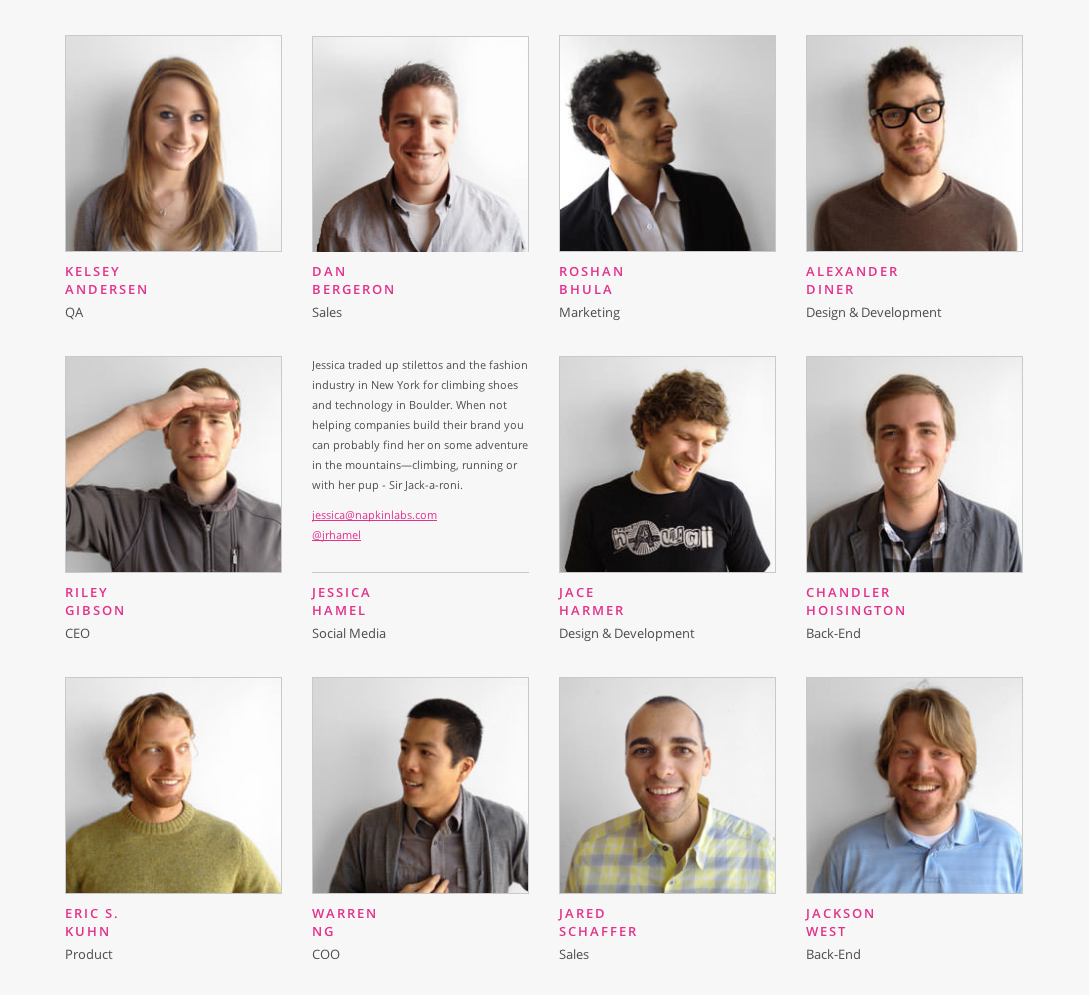 KELSEY
ANDERSEN
QA
DAN
BERGERON
Sales
ROSHAN
BHULA
Marketing
ALEXANDER
DINER
Design & Development
RILEY
GIBSON
CEO
Jessica traded up stilettos and the fashion
industry in New York for climbing shoes
and technology in Boulder. When not
helping companies build their brand you
can probably find her on some adventure
in the mountains—climbing, running or
with her pup - Sir Jack-a-roni.
jessica@napkinlabs.com
@jrhamel
JESSICA
HAMEL
Social Media
HAWAII
JACE
HARMER
Design & Development
CHANDLER
HOISINGTON
Back-End
ERIC S.
KUHN
Product
WARREN
NG
COO
JARED
SCHAFFER
Sales
JACKSON
WEST
Back-End